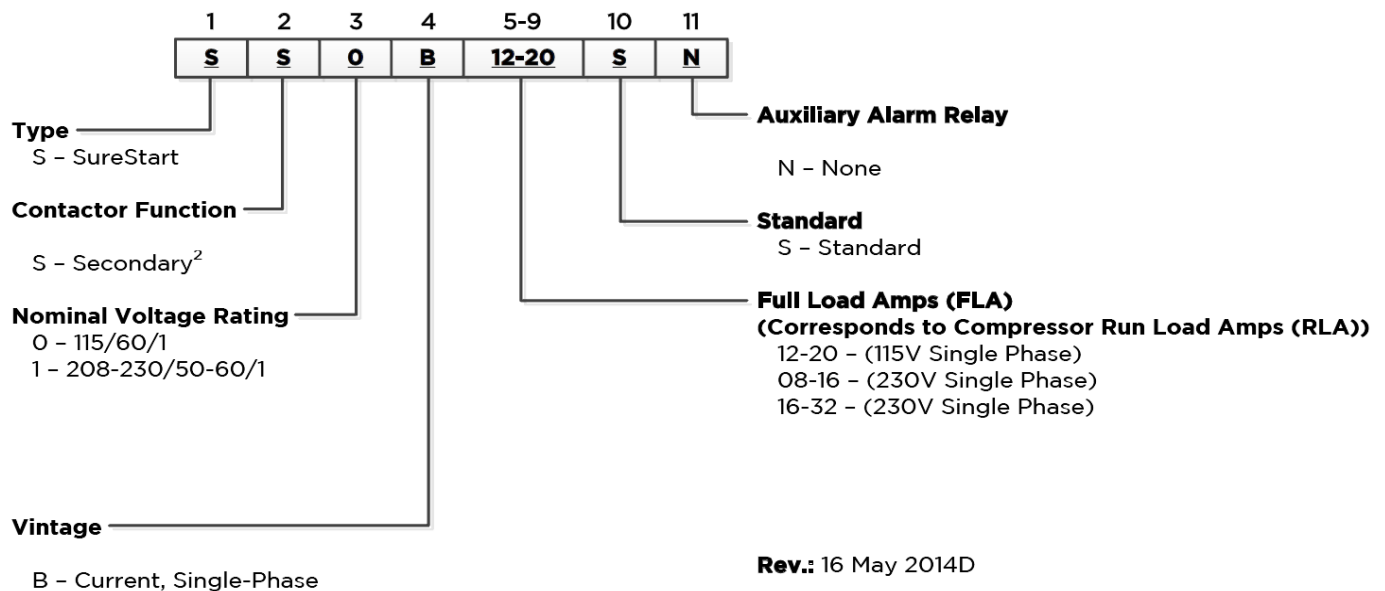 1 2 3 4 5-9 10 11
S S 0 B 12-20 S N
Type
S – SureStart
Contactor Function
S – Secondary²
Nominal Voltage Rating
0 – 115/60/1
1 – 208-230/50-60/1
Vintage
B – Current, Single-Phase
Auxiliary Alarm Relay
N – None
Standard
S – Standard
Full Load Amps (FLA)
(Corresponds to Compressor Run Load Amps (RLA))
12-20 – (115V Single Phase)
08-16 – (230V Single Phase)
16-32 – (230V Single Phase)
Rev.: 16 May 2014D